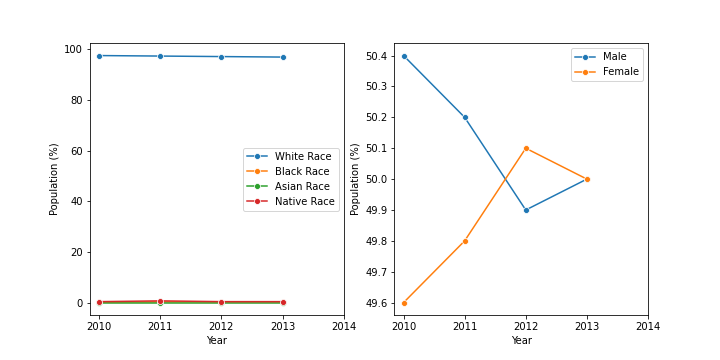 100
80
60
40
20
0
Population (%)
2010 2011 2012 2013 2014
Year
White Race
Black Race
Asian Race
Native Race
50.4
50.3
50.2
50.1
50.0
49.9
49.8
49.7
49.6
Population (%)
2010 2011 2012 2013 2014
Year
Male
Female